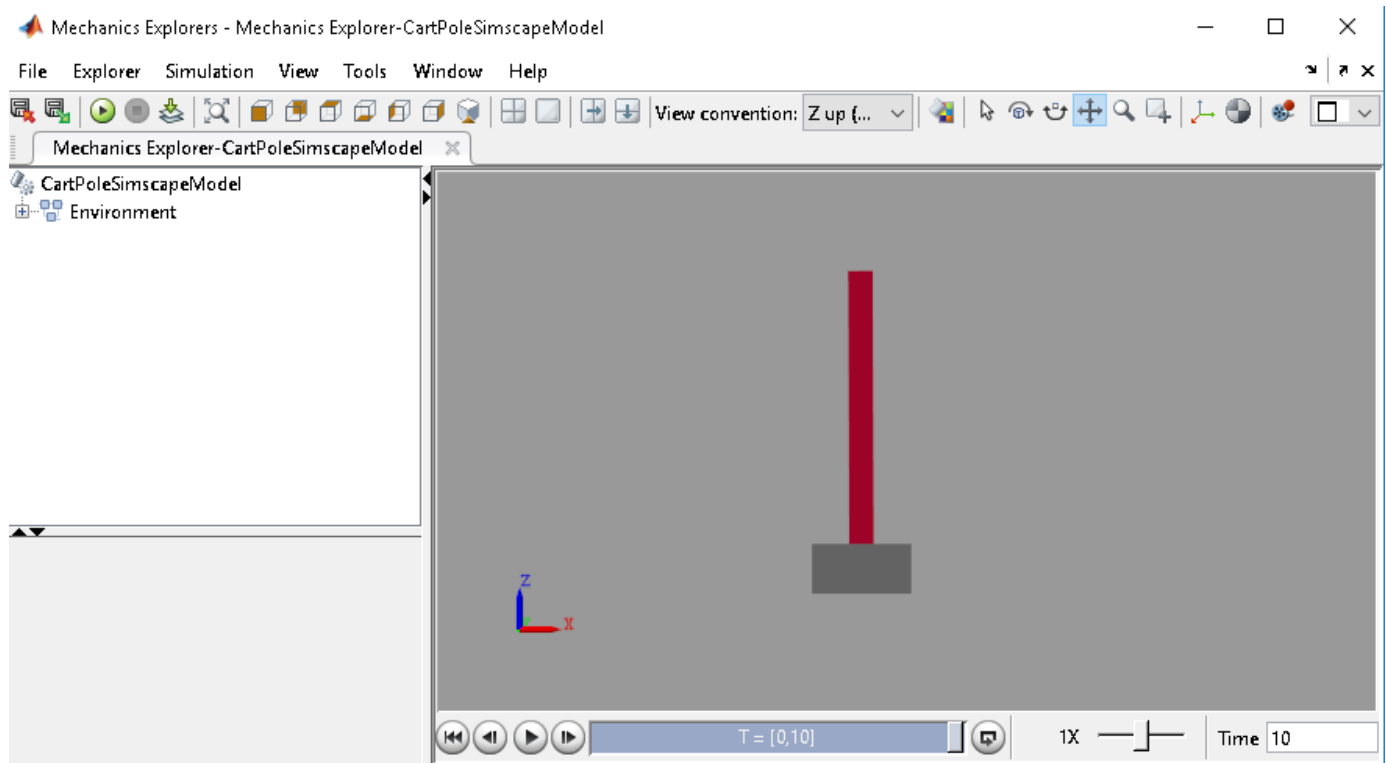 Mechanics Explorers - Mechanics Explorer-CartPoleSimscapeModel
File Explorer Simulation View Tools Window Help
View convention: Z up (...
Mechanics Explorer-CartPoleSimscapeModel
CartPoleSimscapeModel
Environment
Z
X
T = [0,10]
1X
Time 10